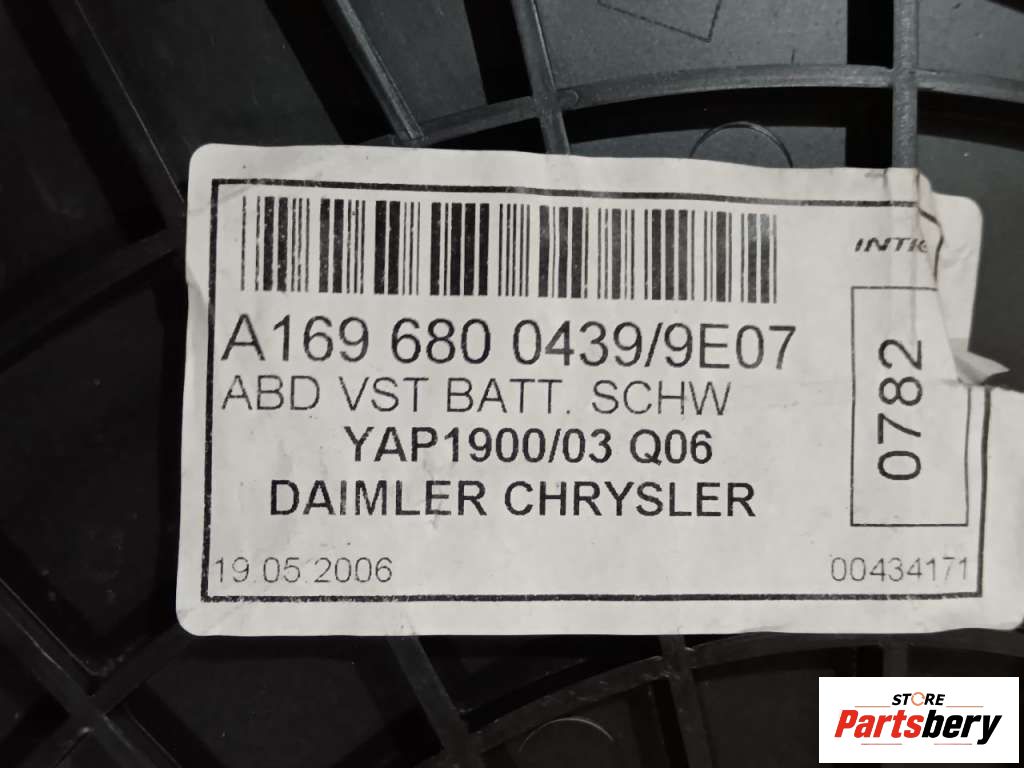 A169 680 0439/9E07
ABD VST BATT. SCHW
YAP1900/03 Q06
DAIMLER CHRYSLER
19.05.2006
00434171
0782
STORE
Partsbery